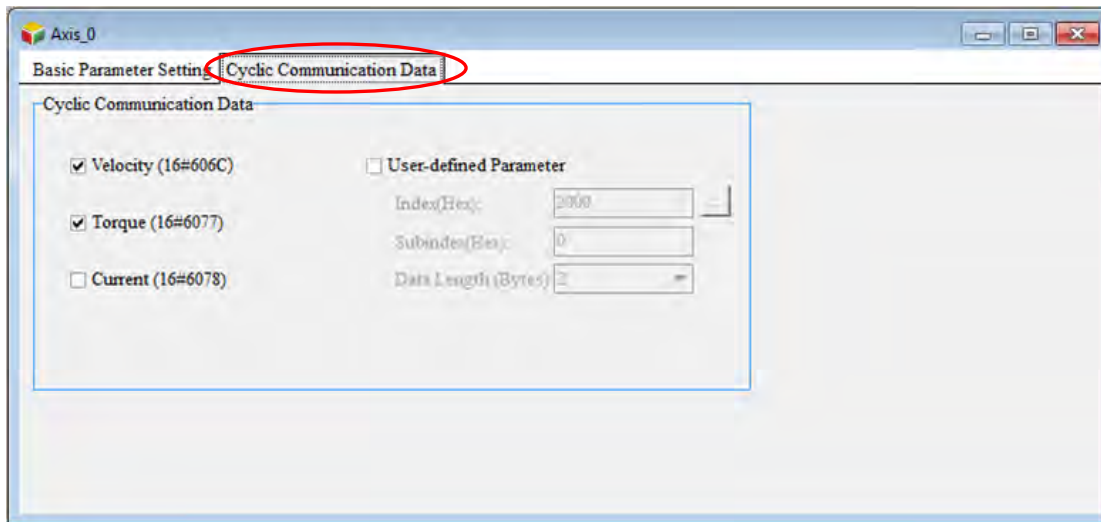 Axis_0
Basic Parameter Setting Cyclic Communication Data
Cyclic Communication Data
Velocity (16#606C)
Torque (16#6077)
Current (16#6078)
User-defined Parameter
Index(Hex): 2000 ...
Subindex(Hex): 0
Data Length (Bytes) 2